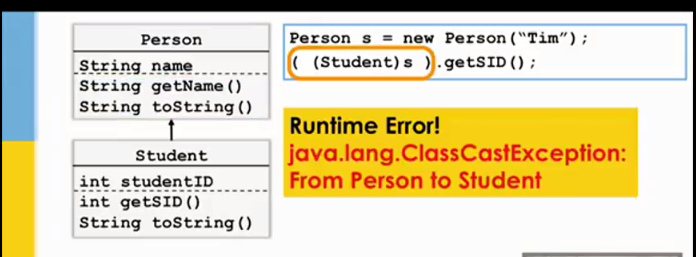 Person
String name
String getName()
String toString()
Student
int studentID
int getSID()
String toString()
Person s = new Person(“Tim”);
( (Student)s ).getSID();
Runtime Error!
java.lang.ClassCastException:
From Person to Student